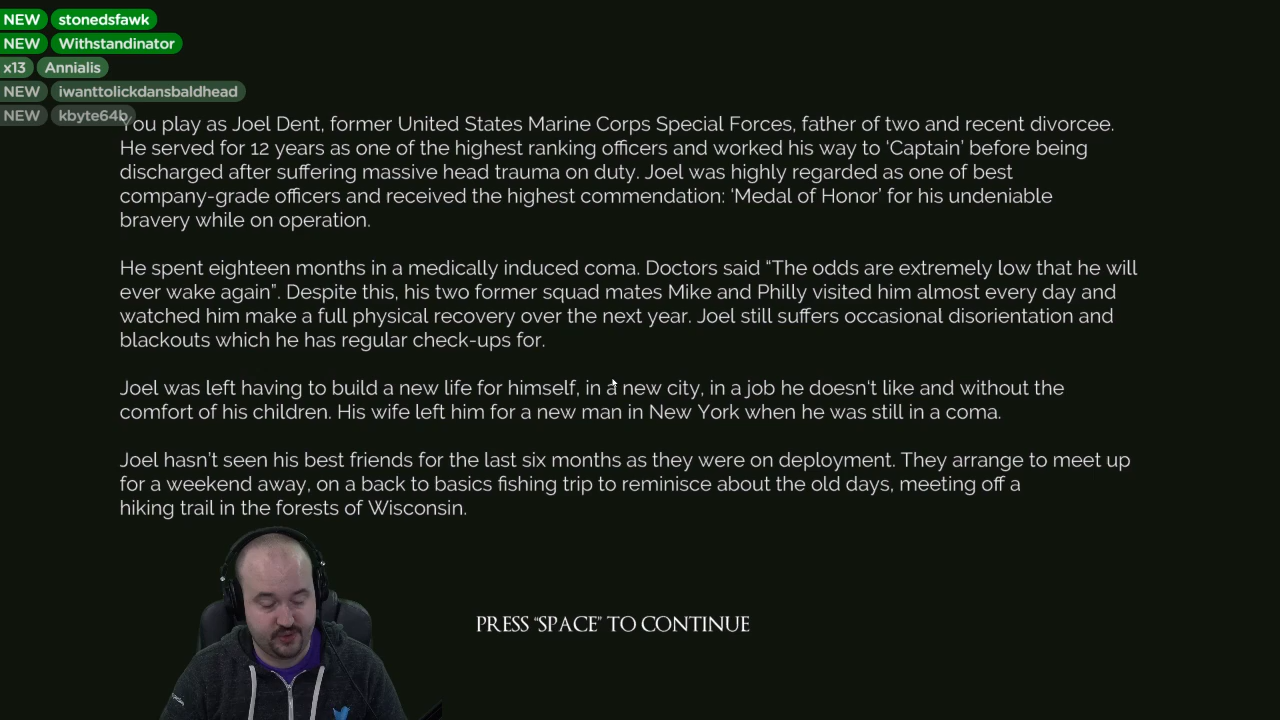 NEW stonedsfawk
NEW Withstandinator
x13 Annialis
NEW iwanttolickdansbaldhead
NEW kbyte64b
You play as Joel Dent, former United States Marine Corps Special Forces, father of two and recent divorcee.
He served for 12 years as one of the highest ranking officers and worked his way to ‘Captain’ before being
discharged after suffering massive head trauma on duty. Joel was highly regarded as one of best
company-grade officers and received the highest commendation: ‘Medal of Honor’ for his undeniable
bravery while on operation.
He spent eighteen months in a medically induced coma. Doctors said “The odds are extremely low that he will
ever wake again”. Despite this, his two former squad mates Mike and Philly visited him almost every day and
watched him make a full physical recovery over the next year. Joel still suffers occasional disorientation and
blackouts which he has regular check-ups for.
Joel was left having to build a new life for himself, in a new city, in a job he doesn't like and without the
comfort of his children. His wife left him for a new man in New York when he was still in a coma.
Joel hasn’t seen his best friends for the last six months as they were on deployment. They arrange to meet up
for a weekend away, on a back to basics fishing trip to reminisce about the old days, meeting off a
hiking trail in the forests of Wisconsin.
PRESS “SPACE” TO CONTINUE